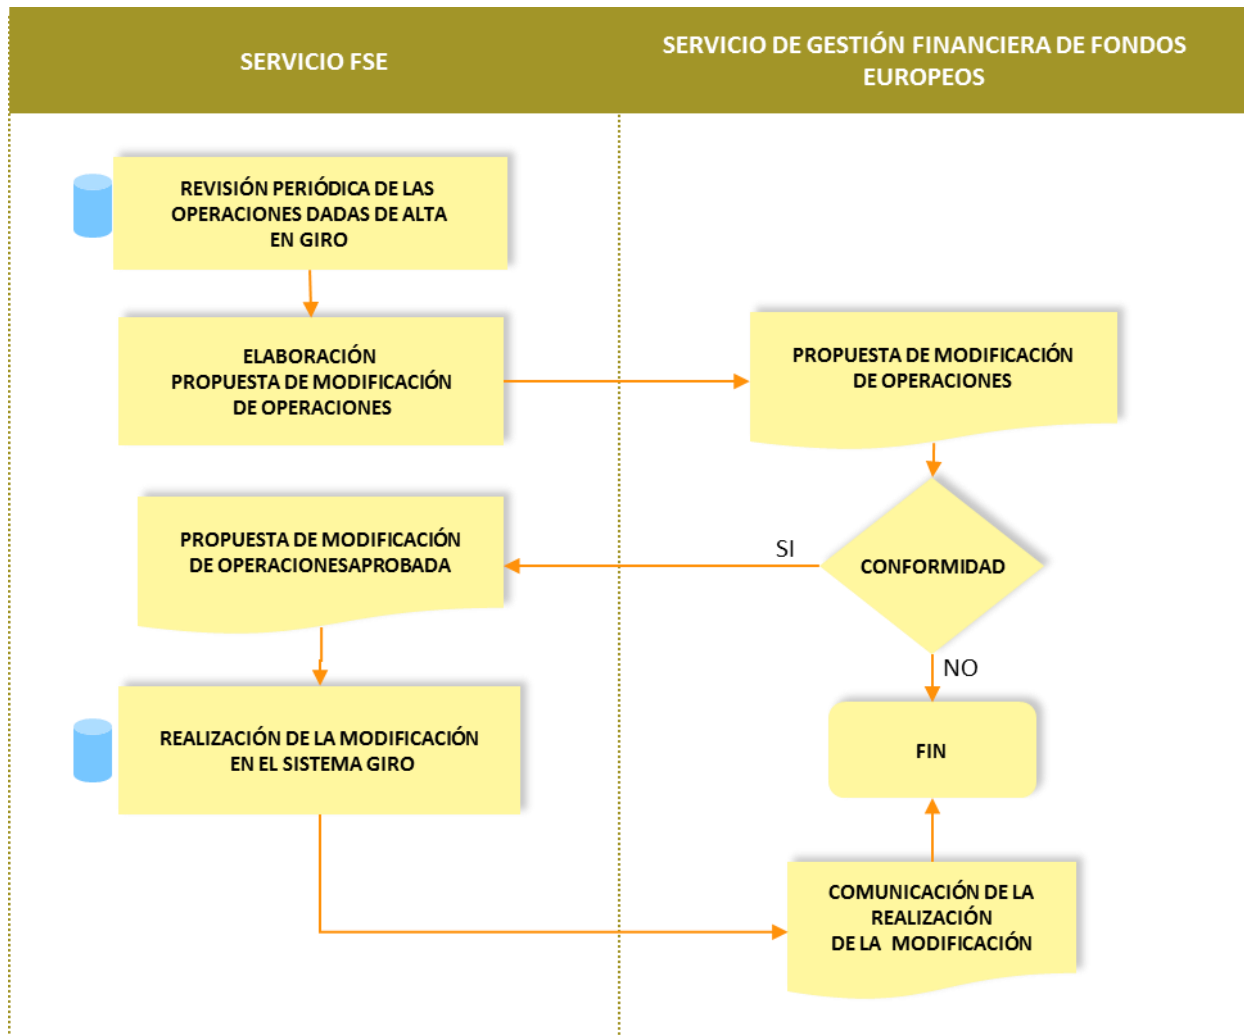 SERVICIO FSE
SERVICIO DE GESTIÓN FINANCIERA DE FONDOS
EUROPEOS
REVISIÓN PERIÓDICA DE LAS
OPERACIONES DADAS DE ALTA
EN GIRO
ELABORACIÓN
PROPUESTA DE MODIFICACIÓN
DE OPERACIONES
PROPUESTA DE MODIFICACIÓN
DE OPERACIONES
CONFORMIDAD
SI
PROPUESTA DE MODIFICACIÓN
DE OPERACIONESAPROBADA
NO
REALIZACIÓN DE LA MODIFICACIÓN
EN EL SISTEMA GIRO
FIN
COMUNICACIÓN DE LA
REALIZACIÓN
DE LA MODIFICACIÓN